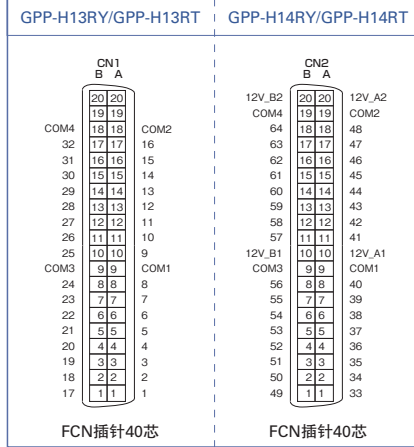 GPP-H13RY/GPP-H13RT GPP-H14RY/GPP-H14RT
CN1 CN2
B A B A
20 20 12V_B2 20 20 12V_A2
19 19 COM4 19 19 COM2
COM4 18 18 COM2 64 18 18 48
32 17 17 16 63 17 17 47
31 16 16 15 62 16 16 46
30 15 15 14 61 15 15 45
29 14 14 13 60 14 14 44
28 13 13 12 59 13 13 43
27 12 12 11 58 12 12 42
26 11 11 10 57 11 11 41
25 10 10 9 12V_B1 10 10 12V_A1
COM3 9 9 COM1 COM3 9 9 COM1
24 8 8 8 56 8 8 40
23 7 7 7 55 7 7 39
22 6 6 6 54 6 6 38
21 5 5 5 53 5 5 37
20 4 4 4 52 4 4 36
19 3 3 3 51 3 3 35
18 2 2 2 50 2 2 34
17 1 1 1 49 1 1 33
FCN插针40芯 FCN插针40芯